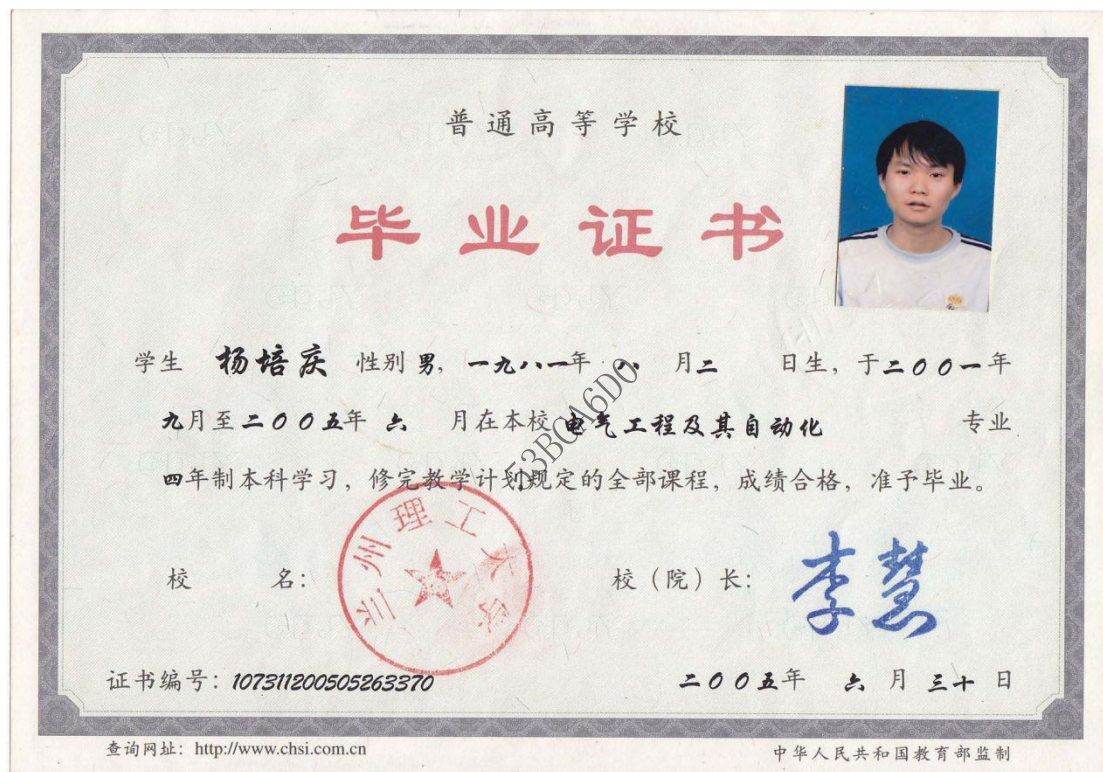 普通高等学校
毕业证书
学生 杨培庆 性别男，一九八一年 八 月二 日生，于二〇〇一年
九月至二〇〇五年 六 月在本校 电气工程及其自动化 专业
四年制本科学习，修完教学计划规定的全部课程，成绩合格，准予毕业。
兰州理工大学
校 名： 校（院）长： 李慧
证书编号：107311200505263370 二〇〇五年 六 月 三十 日
查询网址：http://www.chsi.com.cn 中华人民共和国教育部监制
53BCA6D0